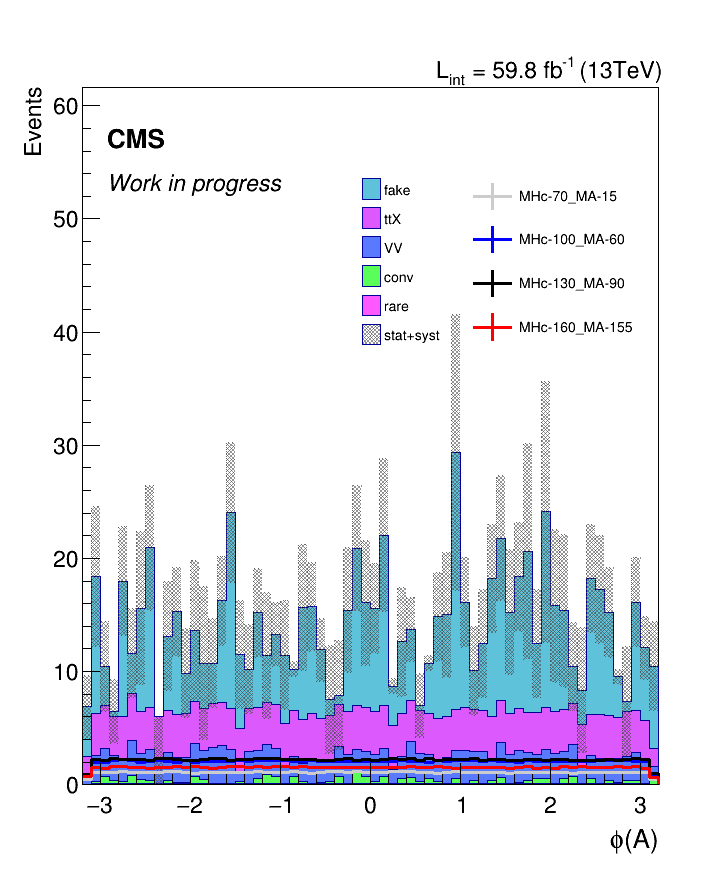 L_int = 59.8 fb^-1 (13TeV)
Events
60
50
40
30
20
10
0
CMS
Work in progress
fake
ttX
VV
conv
rare
stat+syst
MHc-70_MA-15
MHc-100_MA-60
MHc-130_MA-90
MHc-160_MA-155
−3 −2 −1 0 1 2 3
ϕ(A)